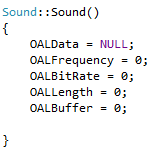 Sound::Sound()
{
    OALData = NULL;
    OALFrequency = 0;
    OALBitRate = 0;
    OALLength = 0;
    OALBuffer = 0;
}